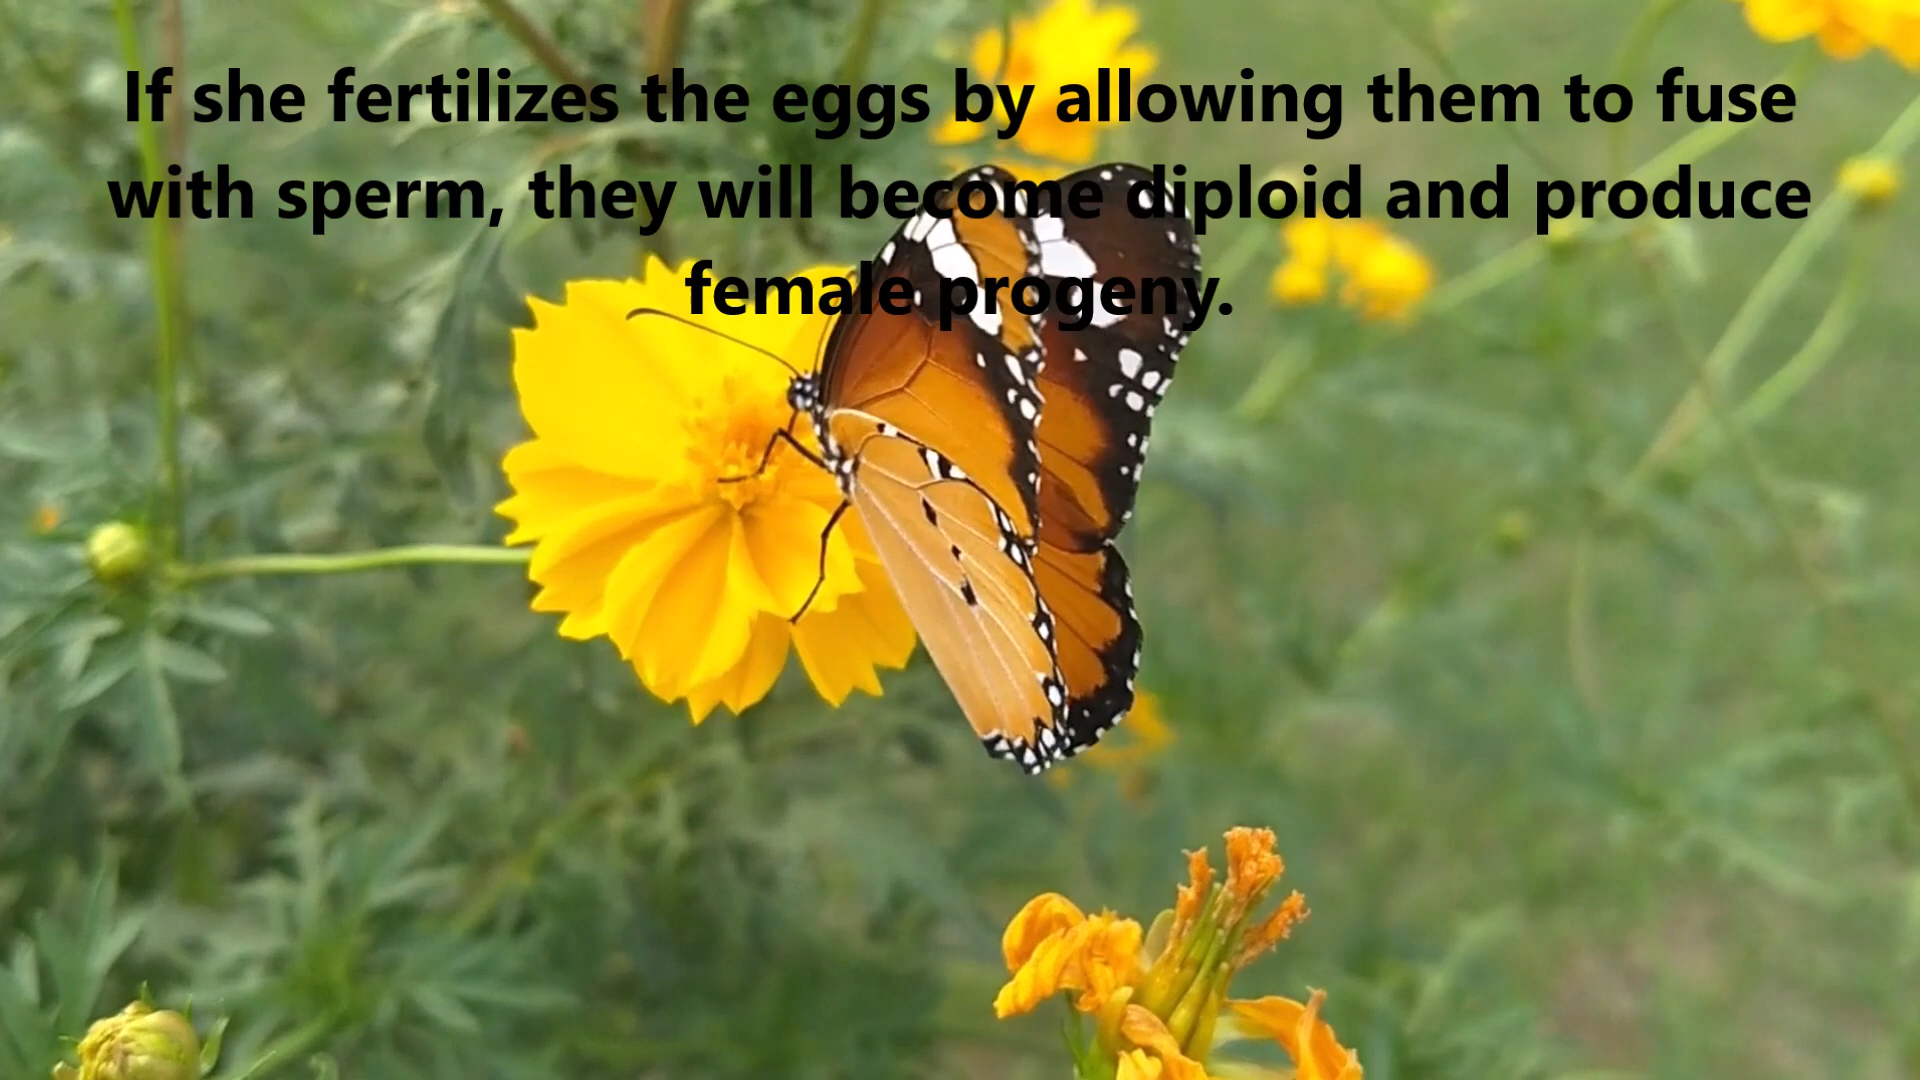 If she fertilizes the eggs by allowing them to fuse
with sperm, they will become diploid and produce
female progeny.